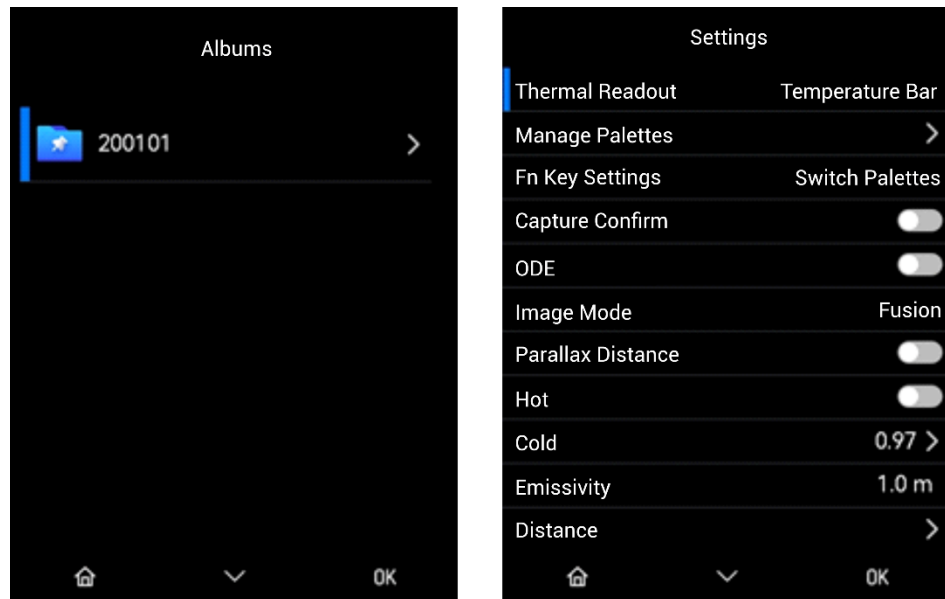 Albums
200101
OK
Settings
Thermal Readout Temperature Bar
Manage Palettes
Fn Key Settings Switch Palettes
Capture Confirm
ODE
Image Mode Fusion
Parallax Distance
Hot
Cold 0.97
Emissivity 1.0 m
Distance
OK